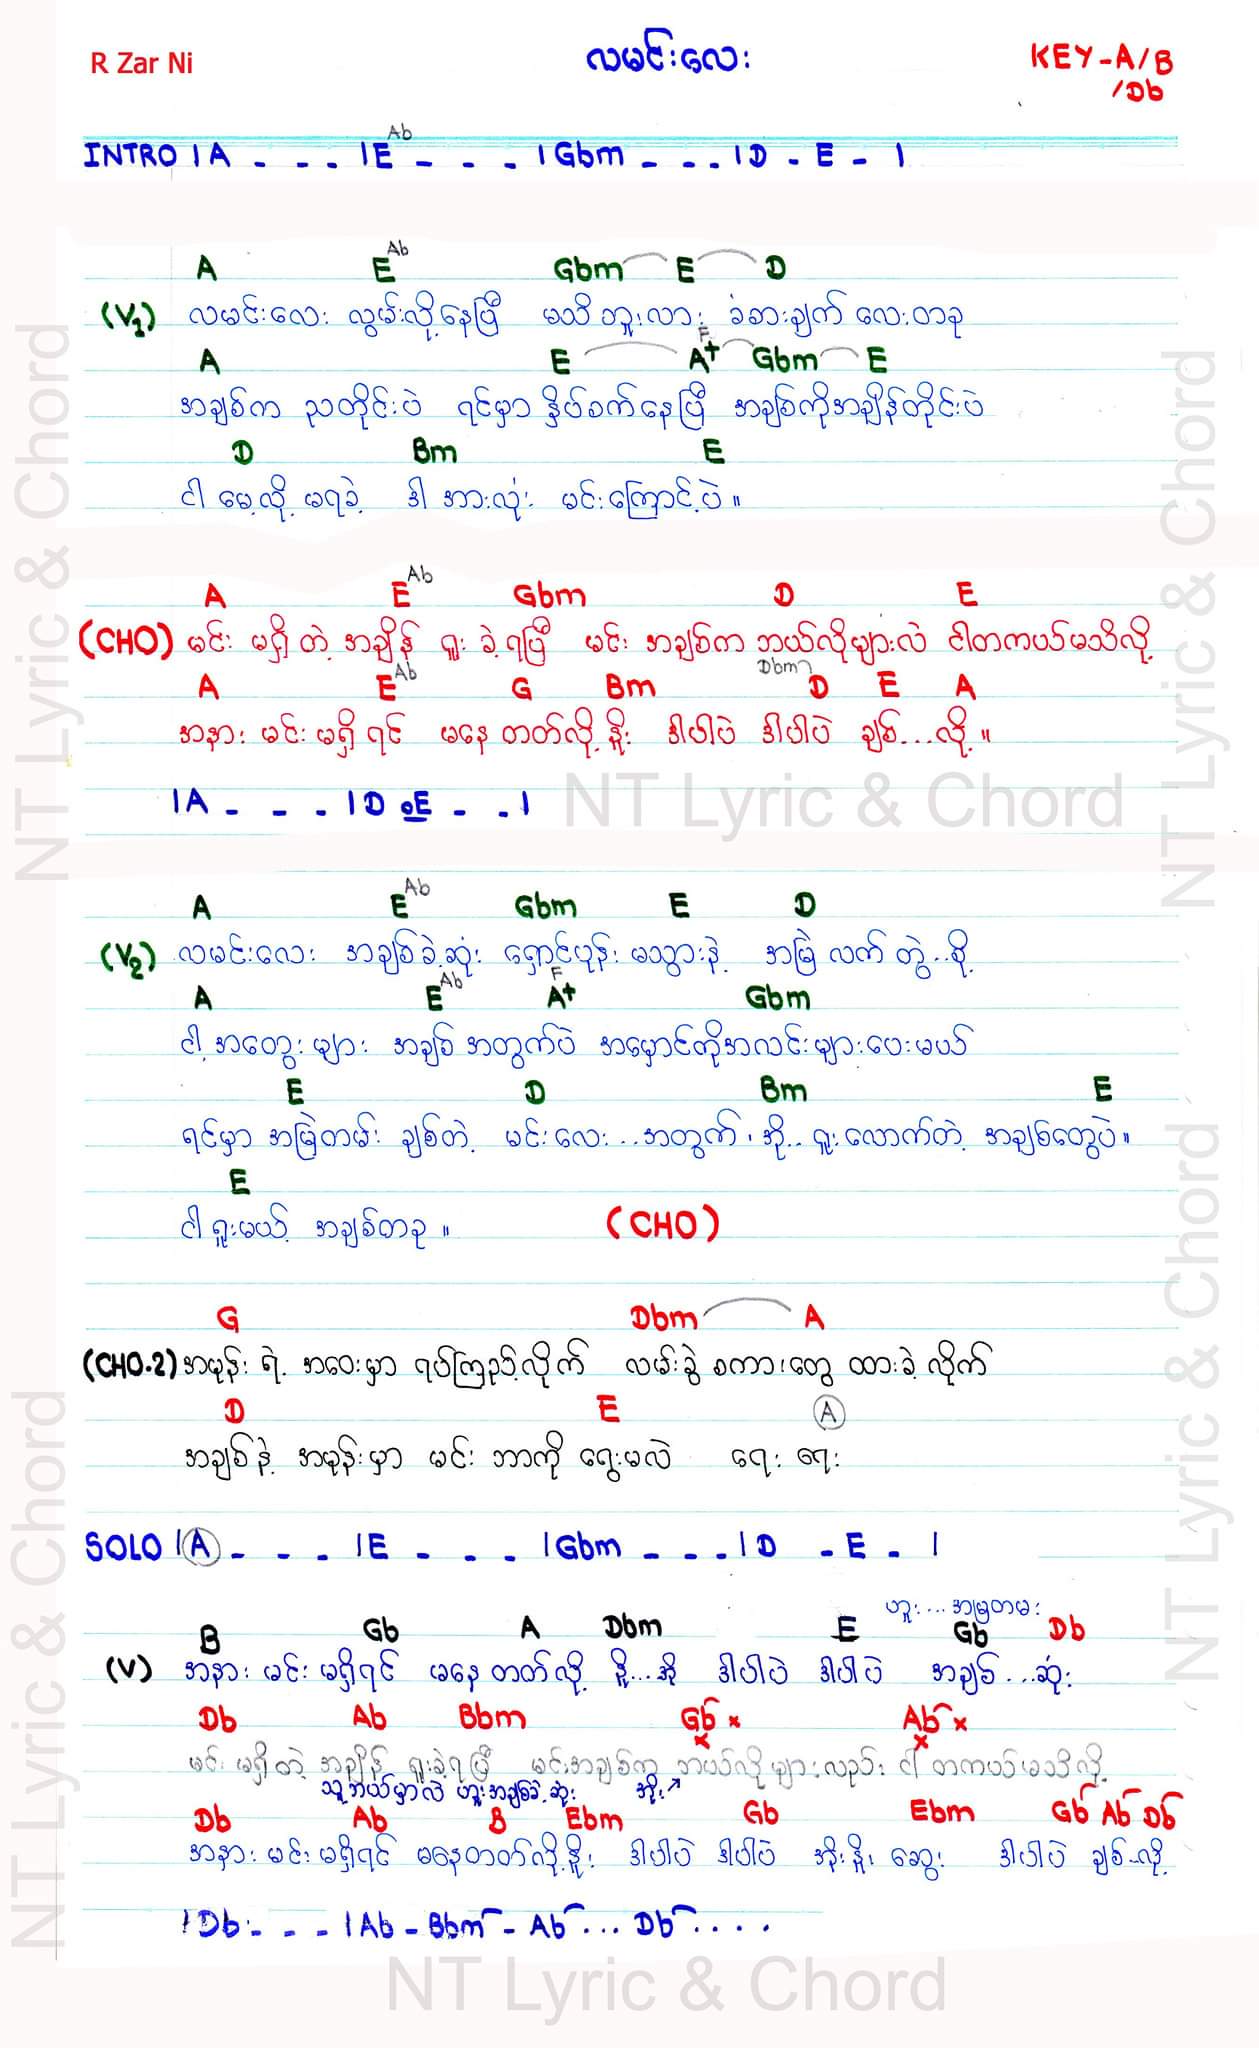 R Zar Ni
လမင်းလေး
KEY-A/B
/Db
Ab
INTRO | A - - - | E - - - | Gbm - - - | D - E - |
Ab
A E Gbm E D
(V1) လမင်းလေး လွမ်းလို့နေပြီ မသိဘူးလား ခံစားချက် လေးတခု
F
A E A+ Gbm E
အချစ်က ညတိုင်းပဲ ရင်မှာ နှိပ်စက်နေပြီ အချစ်ကိုအချိန်တိုင်းပဲ
D Bm E
ငါ မေ့လို့ မရခဲ့ ဒါ အားလုံး မင်းကြောင့်ပဲ။
Ab
A E Gbm D E
(CHO) မင်း မရှိတဲ့ အချိန် ရူးခဲ့ရပြီ မင်း အချစ်က ဘယ်လိုများလဲ ငါတကယ်မသိလို့
Ab Dbm
A E G Bm D E A
အနား မင်းမရှိရင် မနေတတ်လို့နိူး ဒါပါပဲ ဒါပါပဲ ချစ်...လို့။
| A - - - | D E - - |
NT Lyric & Chord
Ab
A E Gbm E D
(V2) လမင်းလေး အချစ်ခဲ့ဆုံး ရှောင်ပုန်းမသွားနဲ့ အမြဲ လက်တွဲ..စို့
Ab F
A E A+ Gbm
ငါ့အတွေးများ အချစ်အတွက်ပဲ အမှောင်ကိုအလင်းများပေးမယ်
E D Bm E
ရင်မှာ အမြဲတမ်း ချစ်တဲ့ မင်းလေး...အတွက်၊ အို.. ရူးလောက်တဲ့ အချစ်တွေပဲ။
E
ငါရူးမယ့် အချစ်တခု။ (CHO)
G Dbm A
(CHO.2) အမုန်းရဲ့ အဝေးမှာ ရပ်ကြည့်လိုက် လမ်းခွဲစကားတွေ ထားခဲ့လိုက်
D E A
အချစ်နဲ့ အမုန်းမှာ မင်း ဘာကို ရွေးမလဲ ရေး ရေး
SOLO | A - - - | E - - - | Gbm - - - | D - E - |
ဟူး...အမြဲတမ်း
B Gb A Dbm E Gb Db
(V) အနား မင်းမရှိရင် မနေတတ်လို့ နို...အို ဒါပါပဲ ဒါပါပဲ အချစ်...ဆုံး
Db Ab Bbm Gb x Ab x
x x
မင်းမရှိတဲ့ အချိန် ရူးခဲ့ရပြီ မင်းအချစ်က ဘယ်လိုများလည်း ငါတကယ်မသိလို့
သူဘယ်မှာလဲ ဟူးအချစ်ခဲ့ဆုံး အိုး
Db Ab B Ebm Gb Ebm Gb Ab Db
အနားမင်းမရှိရင် မနေတတ်လို့နိူး ဒါပါပဲ ဒါပါပဲ အိုးနိူး ဆွေး ဒါပါပဲ ချစ်..လို့
| Db - - - | Ab - Bbm - Ab ... Db ....
NT Lyric & Chord
NT Lyric & Chord
NT Lyric & Chord
NT Lyric & Chord
NT Lyric & Chord